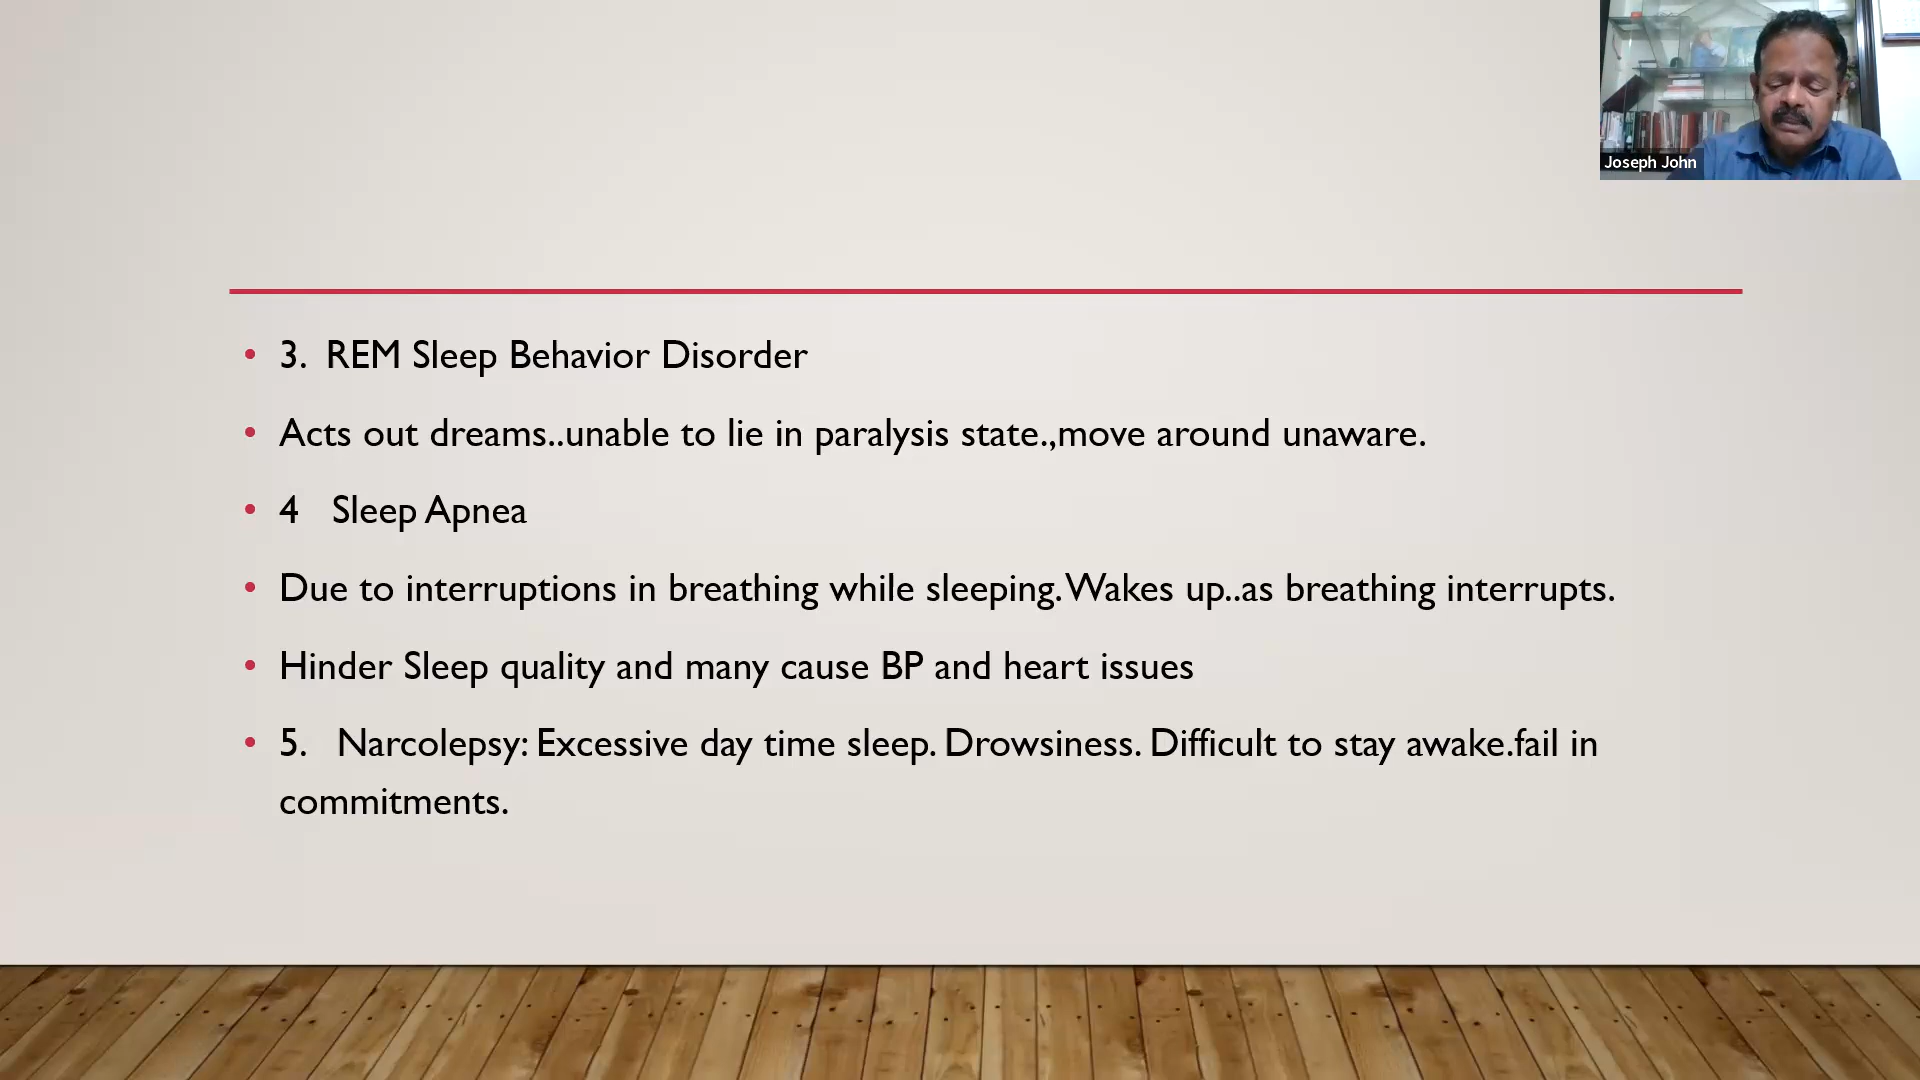 Joseph John
• 3. REM Sleep Behavior Disorder
• Acts out dreams..unable to lie in paralysis state.,move around unaware.
• 4 Sleep Apnea
• Due to interruptions in breathing while sleeping. Wakes up..as breathing interrupts.
• Hinder Sleep quality and many cause BP and heart issues
• 5. Narcolepsy: Excessive day time sleep. Drowsiness. Difficult to stay awake.fail in
commitments.